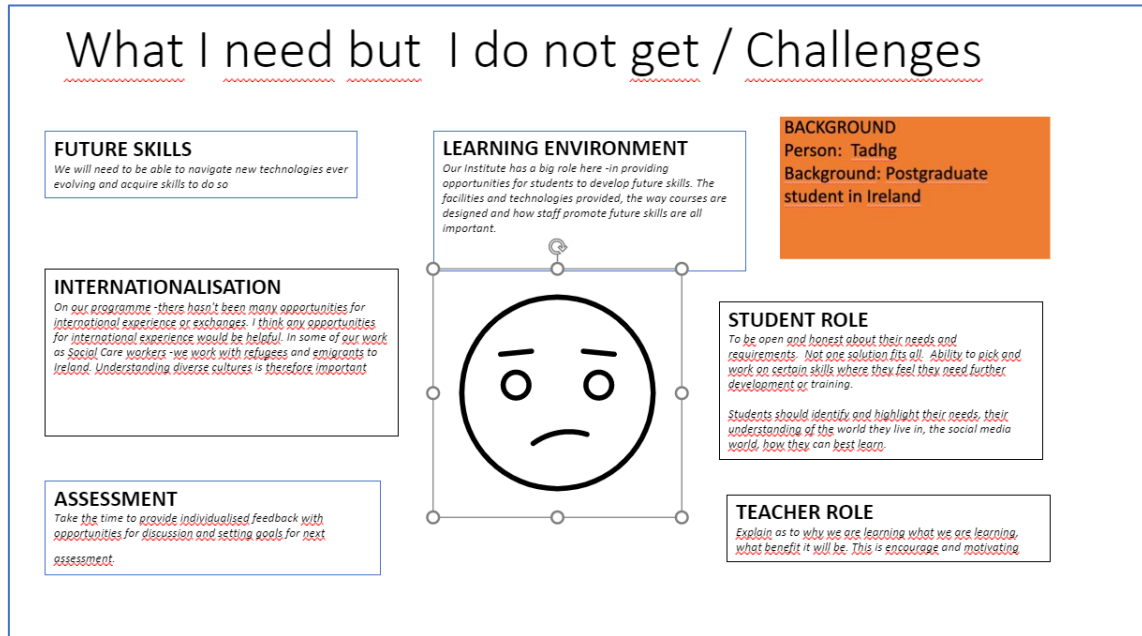 What I need but  I do not get / Challenges
FUTURE SKILLS
We will need to be able to navigate new technologies ever
evolving and acquire skills to do so
LEARNING ENVIRONMENT
Our Institute has a big role here -in providing
opportunities for students to develop future skills. The
facilities and technologies provided, the way courses are
designed and how staff promote future skills are all
important.
BACKGROUND
Person:  Tadhg
Background: Postgraduate
student in Ireland
INTERNATIONALISATION
On our programme -there hasn't been many opportunities for
international experience or exchanges. I think any opportunities
for international experience would be helpful. In some of our work
as Social Care workers -we work with refugees and emigrants to
Ireland. Understanding diverse cultures is therefore important
STUDENT ROLE
To be open and honest about their needs and
requirements.  Not one solution fits all.  Ability to pick and
work on certain skills where they feel they need further
development or training.
Students should identify and highlight their needs, their
understanding of the world they live in, the social media
world, how they can best learn.
ASSESSMENT
Take the time to provide individualised feedback with
opportunities for discussion and setting goals for next
assessment.
TEACHER ROLE
Explain as to why we are learning what we are learning,
what benefit it will be. This is encourage and motivating